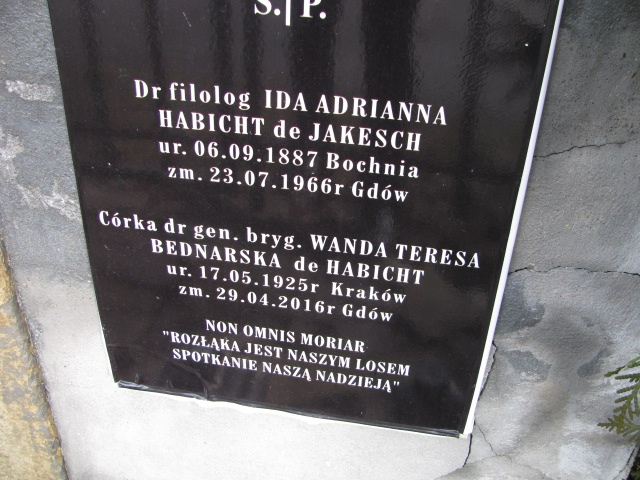 Ś.†P.
Dr filolog IDA ADRIANNA
HABICHT de JAKESCH
ur. 06.09.1887 Bochnia
zm. 23.07.1966r Gdów
Córka dr gen. bryg. WANDA TERESA
BEDNARSKA de HABICHT
ur. 17.05.1925r Kraków
zm. 29.04.2016r Gdów
NON OMNIS MORIAR
"ROZŁĄKA JEST NASZYM LOSEM
SPOTKANIE NASZĄ NADZIEJĄ"